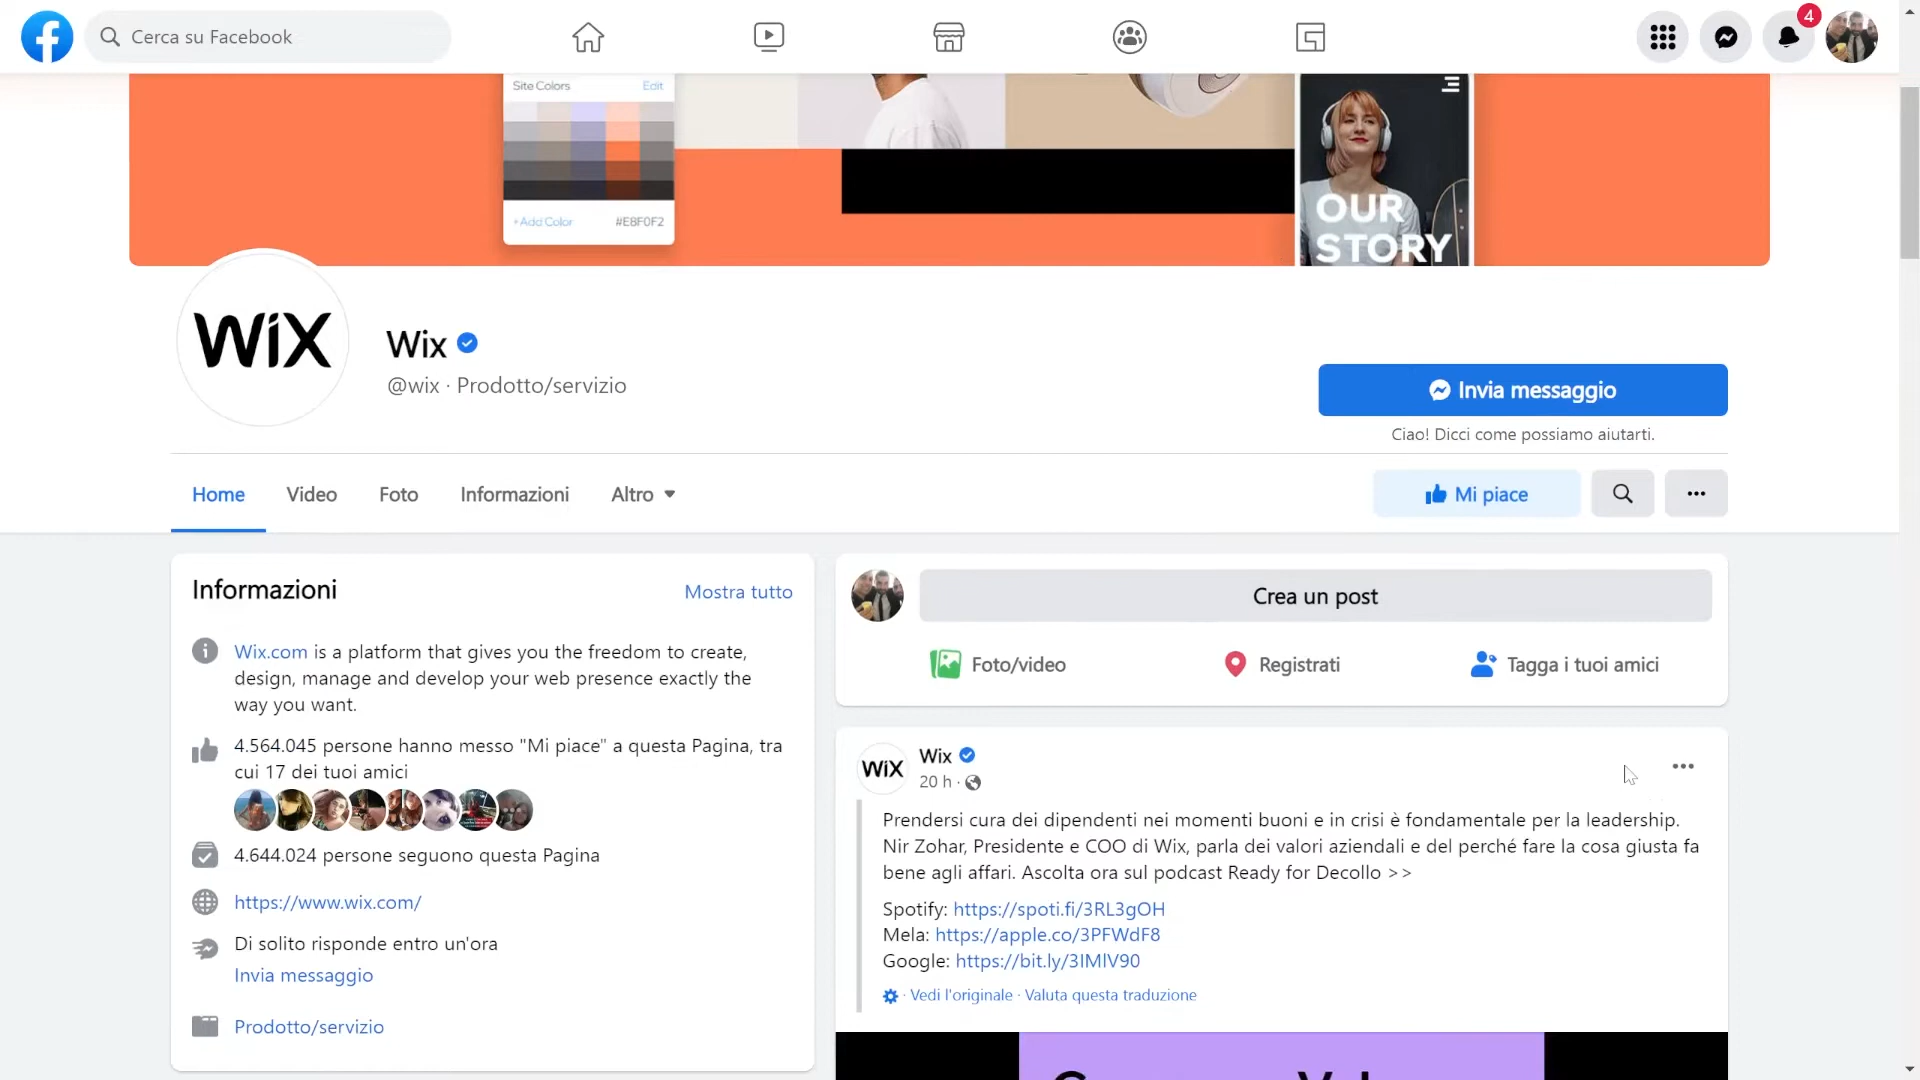 Cerca su Facebook
4
Site Colors Edit
+Add Color #E8F0F2
OUR
STORY
WiX
Wix
@wix · Prodotto/servizio
Invia messaggio
Ciao! Dicci come possiamo aiutarti.
Home Video Foto Informazioni Altro
Mi piace
Informazioni Mostra tutto
Wix.com is a platform that gives you the freedom to create,
design, manage and develop your web presence exactly the
way you want.
4.564.045 persone hanno messo "Mi piace" a questa Pagina, tra
cui 17 dei tuoi amici
4.644.024 persone seguono questa Pagina
https://www.wix.com/
Di solito risponde entro un'ora
Invia messaggio
Prodotto/servizio
Crea un post
Foto/video Registrati Tagga i tuoi amici
WiX
Wix
20 h ·
Prendersi cura dei dipendenti nei momenti buoni e in crisi è fondamentale per la leadership.
Nir Zohar, Presidente e COO di Wix, parla dei valori aziendali e del perché fare la cosa giusta fa
bene agli affari. Ascolta ora sul podcast Ready for Decollo >>
Spotify: https://spoti.fi/3RL3gOH
Mela: https://apple.co/3PFWdF8
Google: https://bit.ly/3IMlV90
· Vedi l'originale · Valuta questa traduzione